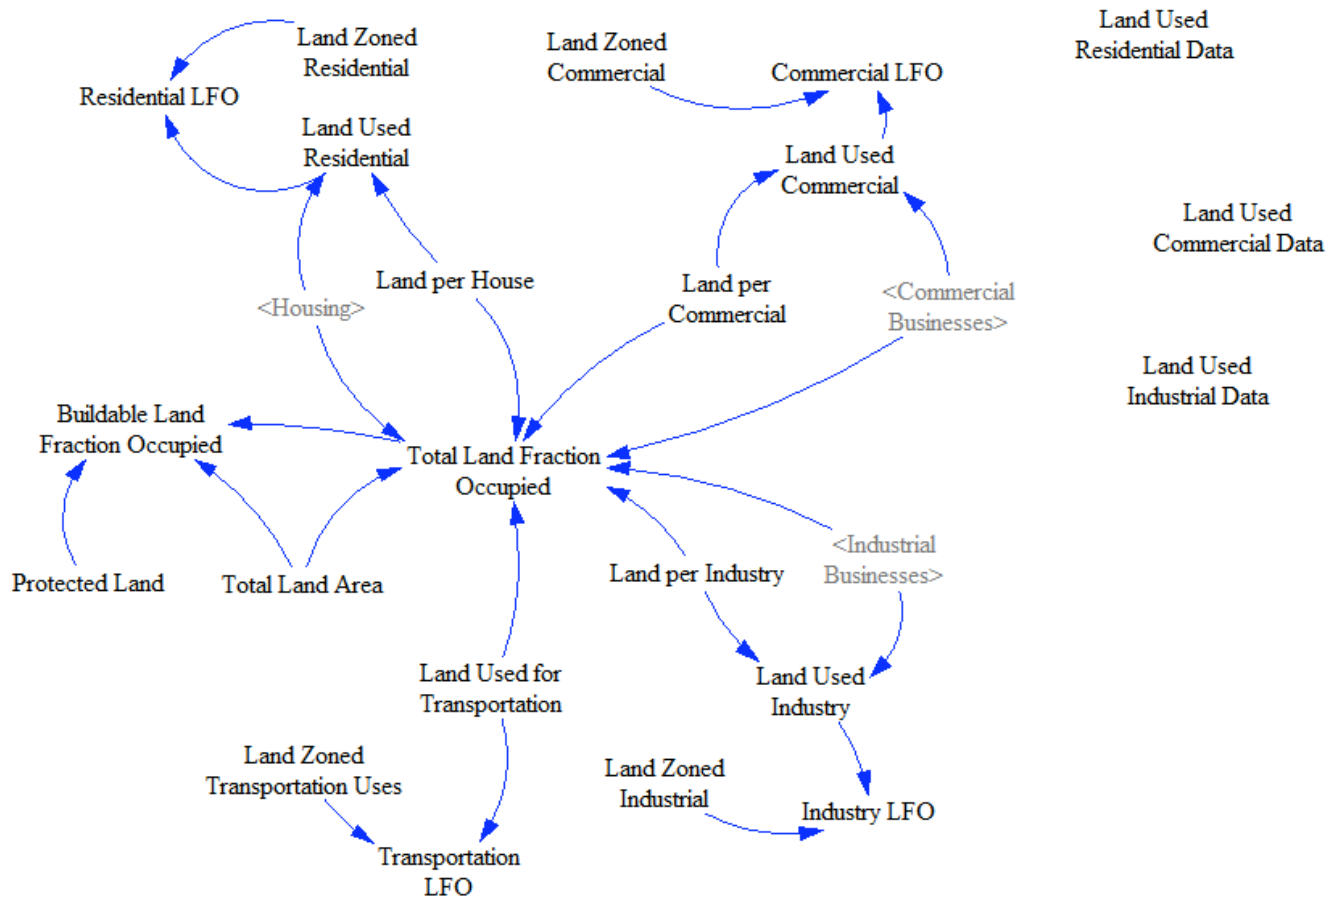 Land Zoned
Residential
Land Zoned
Commercial
Land Used
Residential Data
Residential LFO
Commercial LFO
Land Used
Residential
Land Used
Commercial
Land Used
Commercial Data
Land per House
<Housing>
Land per
Commercial
<Commercial
Businesses>
Land Used
Industrial Data
Buildable Land
Fraction Occupied
Total Land Fraction
Occupied
<Industrial
Businesses>
Protected Land
Total Land Area
Land per Industry
Land Used for
Transportation
Land Used
Industry
Land Zoned
Transportation Uses
Land Zoned
Industrial
Industry LFO
Transportation
LFO